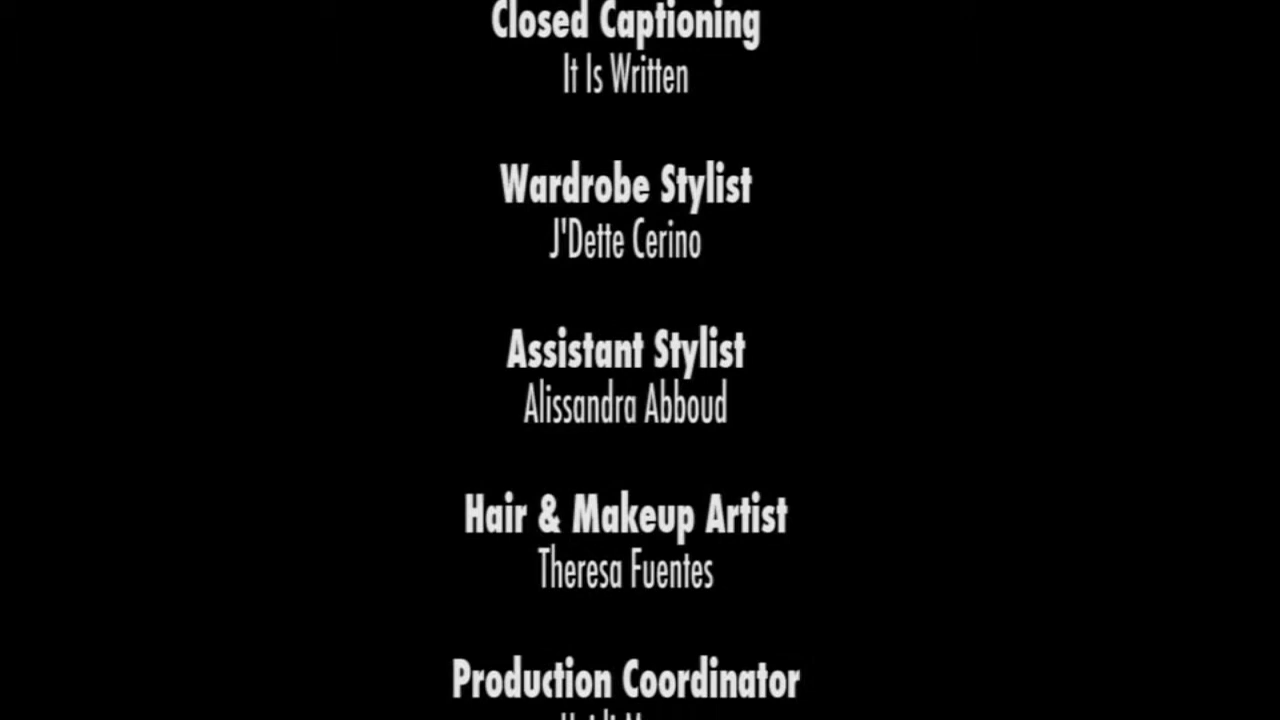 Closed Captioning
It Is Written
Wardrobe Stylist
J'Dette Cerino
Assistant Stylist
Alissandra Abboud
Hair & Makeup Artist
Theresa Fuentes
Production Coordinator